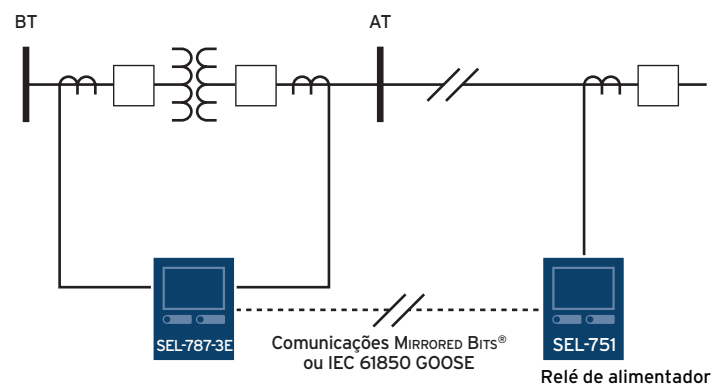 BT
AT
SEL-787-3E
Comunicações MIRRORED BITS®
ou IEC 61850 GOOSE
SEL-751
Relé de alimentador